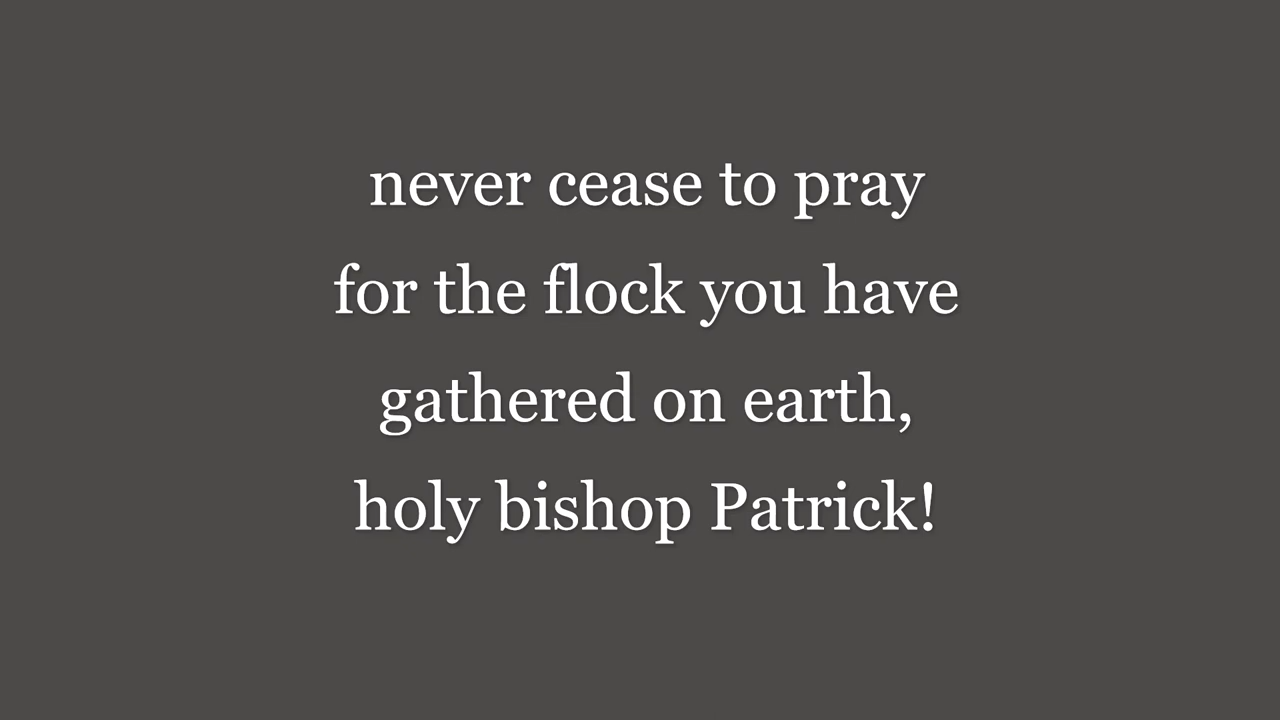 never cease to pray
for the flock you have
gathered on earth,
holy bishop Patrick!